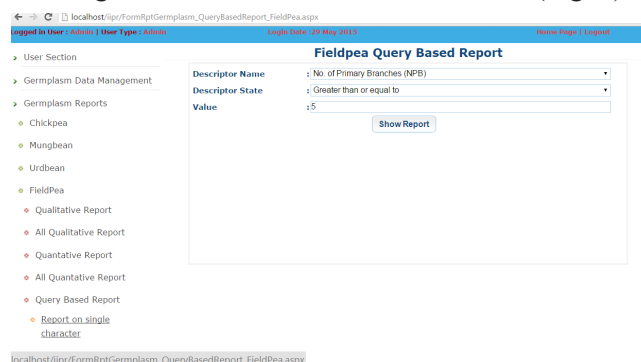 localhost/iipr/FormRptGermplasm_QueryBasedReport_FieldPea.aspx
Logged in User : Admin | User Type : Admin Login Date :29 May 2015 Home Page | Logout
User Section
Germplasm Data Management
Germplasm Reports
Chickpea
Mungbean
Urdbean
FieldPea
Qualitative Report
All Qualitative Report
Quantative Report
All Quantative Report
Query Based Report
Report on single
character
Fieldpea Query Based Report
Descriptor Name : No. of Primary Branches (NPB)
Descriptor State : Greater than or equal to
Value : 5
Show Report
localhost/iipr/FormRptGermplasm_QueryBasedReport_FieldPea.aspx